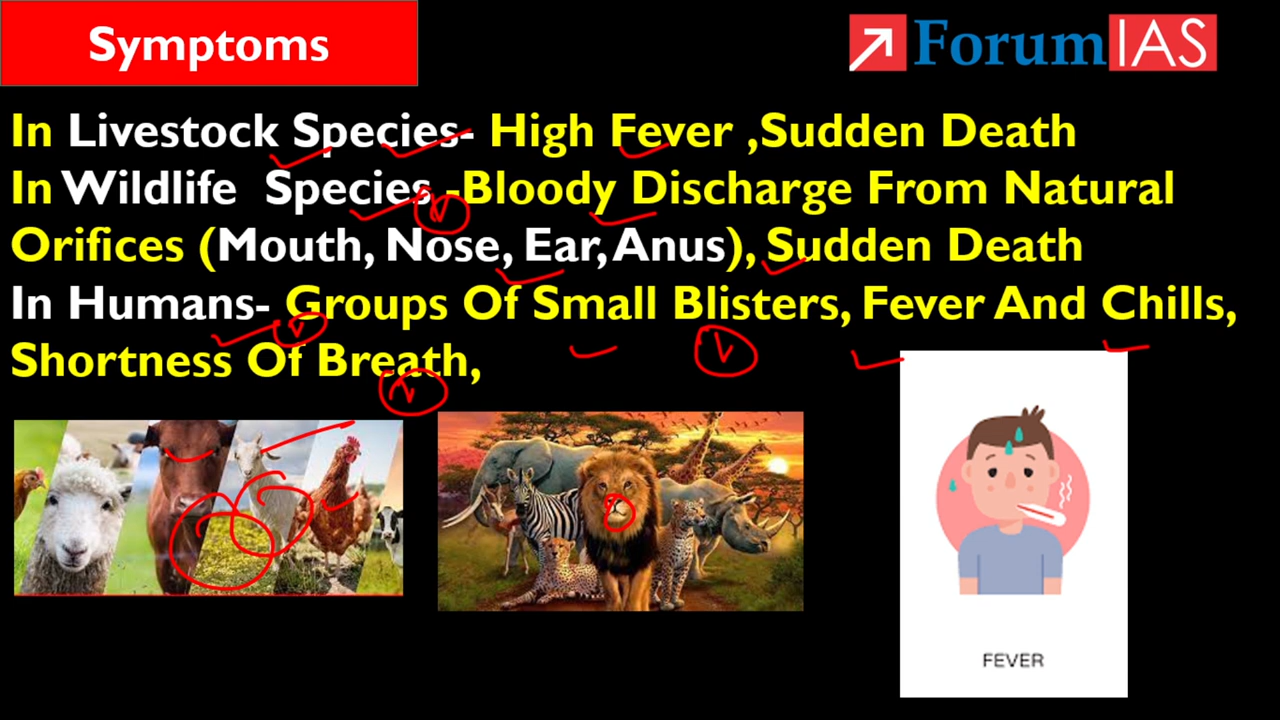 Symptoms
ForumIAS
In Livestock Species- High Fever ,Sudden Death
In Wildlife Species -Bloody Discharge From Natural
Orifices (Mouth, Nose, Ear, Anus), Sudden Death
In Humans- Groups Of Small Blisters, Fever And Chills,
Shortness Of Breath,
FEVER